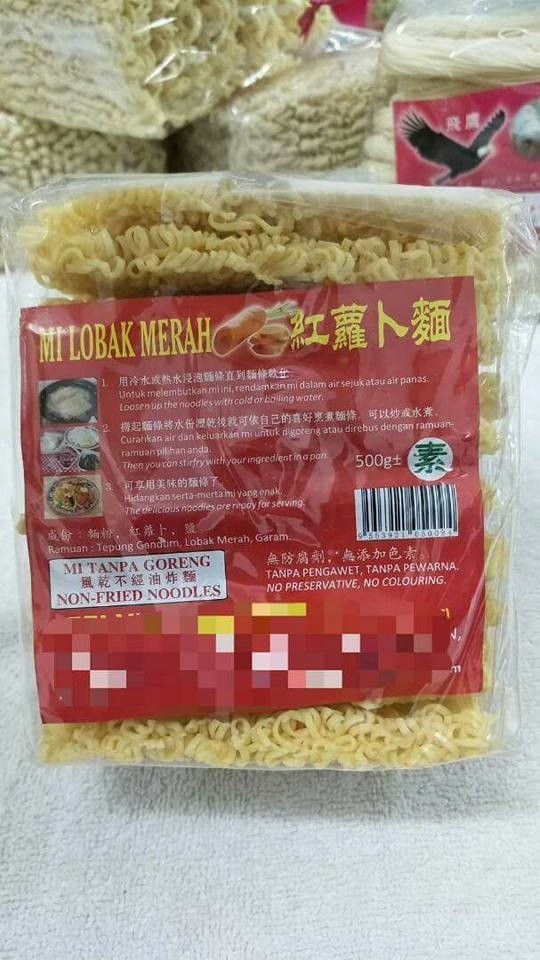 飛鷹
MI LOBAK MERAH
紅蘿卜麵
1. 用冷水或熱水浸泡麵條直到麵條軟化
Untuk melembutkan mi ini, rendamkan mi dalam air sejuk atau air panas.
Loosen up the noodles with cold or boiling water.
2. 撈起麵條將水份瀝乾後就可依自己的喜好烹煮麵條，可以炒或水煮。
Curahkan air dan keluarkan mi untuk digoreng atau direbus dengan ramuan-
ramuan pilihan anda.
Then you can stirfry with your ingredient in a pan.
500g±
素
3. 可享用美味的麵條了
Hidangkan serta-merta mi yang enak.
The delicious noodles are ready for serving.
9 563921 050094
成份：麵粉，紅蘿卜，鹽
Ramuan : Tepung Gandum, Lobak Merah, Garam.
MI TANPA GORENG
風乾不經油炸麵
NON-FRIED NOODLES
無防腐劑，無添加色素。
TANPA PENGAWET, TANPA PEWARNA.
NO PRESERVATIVE, NO COLOURING.